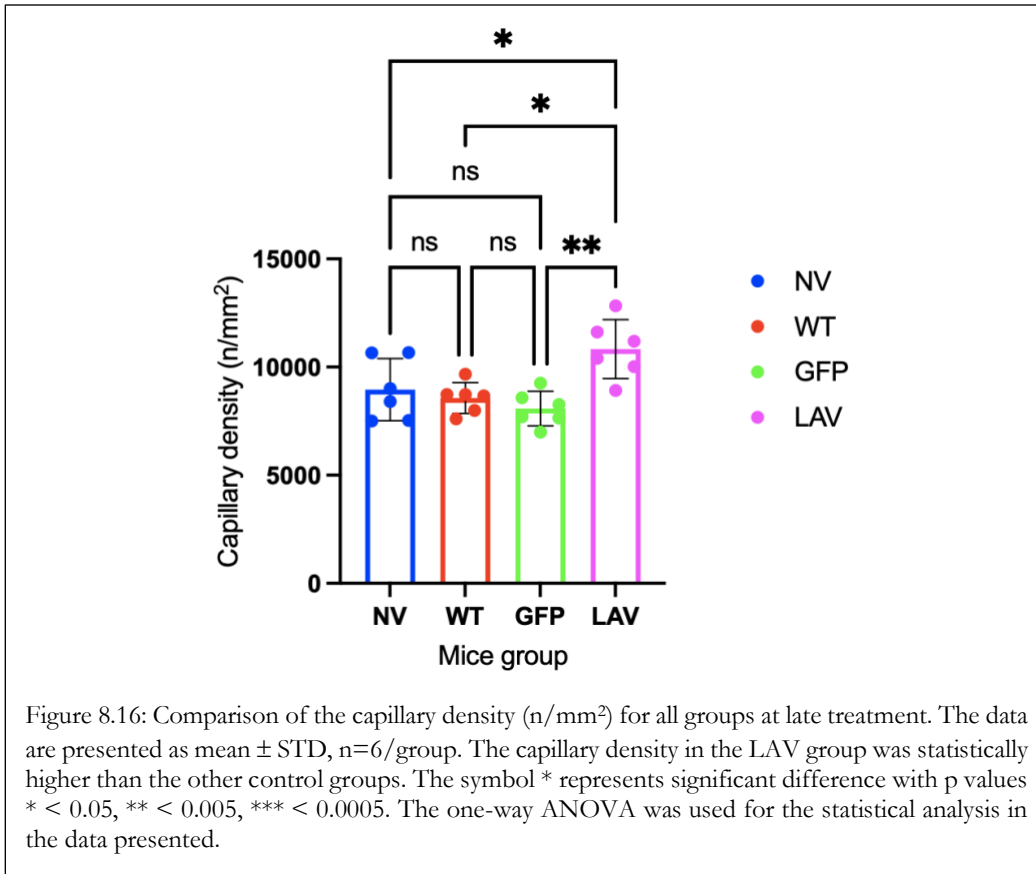 *
*
ns
ns
ns
**
15000
10000
5000
0
Capillary density (n/mm²)
NV
WT
GFP
LAV
Mice group
NV
WT
GFP
LAV
Figure 8.16: Comparison of the capillary density (n/mm²) for all groups at late treatment. The data
are presented as mean ± STD, n=6/group. The capillary density in the LAV group was statistically
higher than the other control groups. The symbol * represents significant difference with p values
* < 0.05, ** < 0.005, *** < 0.0005. The one-way ANOVA was used for the statistical analysis in
the data presented.